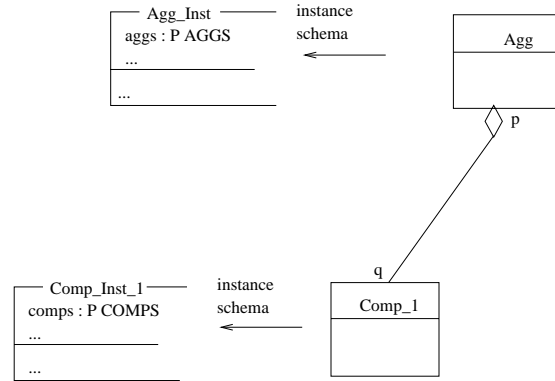 Agg_Inst
aggs : P AGGS
...
...
instance
schema
Agg
p
q
Comp_Inst_1
comps : P COMPS
...
...
instance
schema
Comp_1